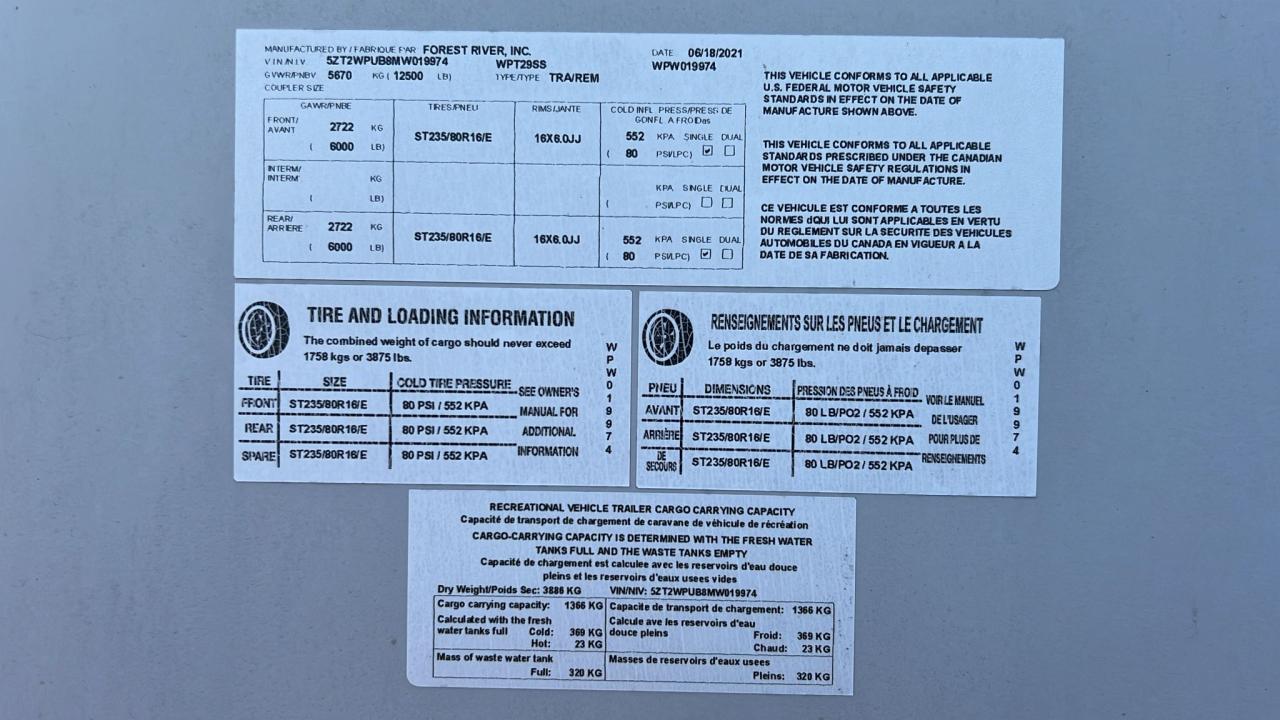 MANUFACTURED BY / FABRIQUE PAR FOREST RIVER, INC. DATE 06/18/2021
VIN/N.I.V 5ZT2WPUB8MW019974 WPT29SS WPW019974
GVWR/PNBV 5670 KG ( 12500 LB) TYPE/TYPE TRA/REM
COUPLER SIZE
GAWR/PNBE TIRES/PNEU RIMS/JANTE COLD INFL PRESS/PRESS DE GONFL A FROIDas
FRONT/ AVANT 2722 KG ST235/80R16/E 16X6.0JJ 552 KPA SINGLE DUAL
( 6000 LB) ( 80 PSI/LPC) ☑ ☐
INTERM/ INTERM KG KPA SINGLE DUAL
( LB) ( PSI/LPC) ☐ ☐
REAR/ ARRIERE 2722 KG ST235/80R16/E 16X6.0JJ 552 KPA SINGLE DUAL
( 6000 LB) ( 80 PSI/LPC) ☑ ☐
THIS VEHICLE CONFORMS TO ALL APPLICABLE
U.S. FEDERAL MOTOR VEHICLE SAFETY
STANDARDS IN EFFECT ON THE DATE OF
MANUFACTURE SHOWN ABOVE.
THIS VEHICLE CONFORMS TO ALL APPLICABLE
STANDARDS PRESCRIBED UNDER THE CANADIAN
MOTOR VEHICLE SAFETY REGULATIONS IN
EFFECT ON THE DATE OF MANUFACTURE.
CE VEHICULE EST CONFORME A TOUTES LES
NORMES dQUI LUI SONT APPLICABLES EN VERTU
DU REGLEMENT SUR LA SECURITE DES VEHICULES
AUTOMOBILES DU CANADA EN VIGUEUR A LA
DATE DE SA FABRICATION.
TIRE AND LOADING INFORMATION
The combined weight of cargo should never exceed
1758 kgs or 3875 lbs.
TIRE SIZE COLD TIRE PRESSURE SEE OWNER'S
FRONT ST235/80R16/E 80 PSI / 552 KPA MANUAL FOR
REAR ST235/80R16/E 80 PSI / 552 KPA ADDITIONAL
SPARE ST235/80R16/E 80 PSI / 552 KPA INFORMATION
WPW019974
RENSEIGNEMENTS SUR LES PNEUS ET LE CHARGEMENT
Le poids du chargement ne doit jamais depasser
1758 kgs or 3875 lbs.
PNEU DIMENSIONS PRESSION DES PNEUS À FROID VOIR LE MANUEL
AVANT ST235/80R16/E 80 LB/PO2 / 552 KPA DE L'USAGER
ARRIÈRE ST235/80R16/E 80 LB/PO2 / 552 KPA POUR PLUS DE
DE SECOURS ST235/80R16/E 80 LB/PO2 / 552 KPA RENSEIGNEMENTS
WPW019974
RECREATIONAL VEHICLE TRAILER CARGO CARRYING CAPACITY
Capacité de transport de chargement de caravane de véhicule de récréation
CARGO-CARRYING CAPACITY IS DETERMINED WITH THE FRESH WATER
TANKS FULL AND THE WASTE TANKS EMPTY
Capacité de chargement est calculee avec les reservoirs d'eau douce
pleins et les reservoirs d'eaux usees vides
Dry Weight/Poids Sec: 3886 KG VIN/NIV: 5ZT2WPUB8MW019974
Cargo carrying capacity: 1366 KG Capacite de transport de chargement: 1366 KG
Calculated with the fresh Calcule ave les reservoirs d'eau
water tanks full Cold: 369 KG douce pleins Froid: 369 KG
Hot: 23 KG Chaud: 23 KG
Mass of waste water tank Masses de reservoirs d'eaux usees
Full: 320 KG Pleins: 320 KG